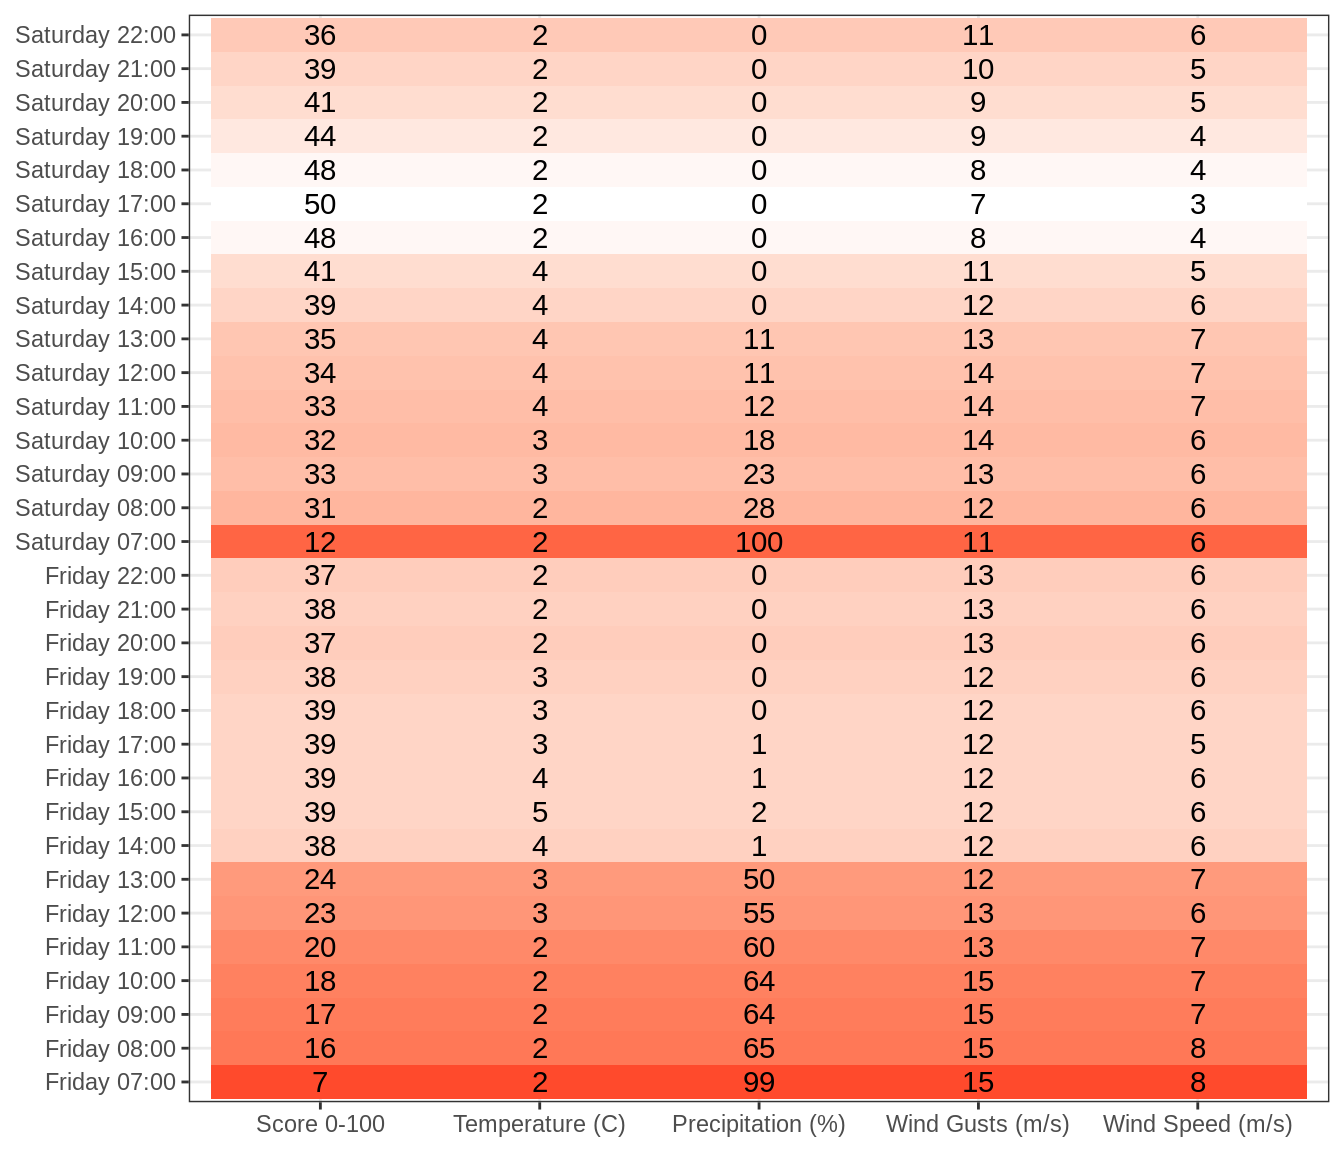 Saturday 22:00 36 2 0 11 6
Saturday 21:00 39 2 0 10 5
Saturday 20:00 41 2 0 9 5
Saturday 19:00 44 2 0 9 4
Saturday 18:00 48 2 0 8 4
Saturday 17:00 50 2 0 7 3
Saturday 16:00 48 2 0 8 4
Saturday 15:00 41 4 0 11 5
Saturday 14:00 39 4 0 12 6
Saturday 13:00 35 4 11 13 7
Saturday 12:00 34 4 11 14 7
Saturday 11:00 33 4 12 14 7
Saturday 10:00 32 3 18 14 6
Saturday 09:00 33 3 23 13 6
Saturday 08:00 31 2 28 12 6
Saturday 07:00 12 2 100 11 6
Friday 22:00 37 2 0 13 6
Friday 21:00 38 2 0 13 6
Friday 20:00 37 2 0 13 6
Friday 19:00 38 3 0 12 6
Friday 18:00 39 3 0 12 6
Friday 17:00 39 3 1 12 5
Friday 16:00 39 4 1 12 6
Friday 15:00 39 5 2 12 6
Friday 14:00 38 4 1 12 6
Friday 13:00 24 3 50 12 7
Friday 12:00 23 3 55 13 6
Friday 11:00 20 2 60 13 7
Friday 10:00 18 2 64 15 7
Friday 09:00 17 2 64 15 7
Friday 08:00 16 2 65 15 8
Friday 07:00 7 2 99 15 8
Score 0-100 Temperature (C) Precipitation (%) Wind Gusts (m/s) Wind Speed (m/s)